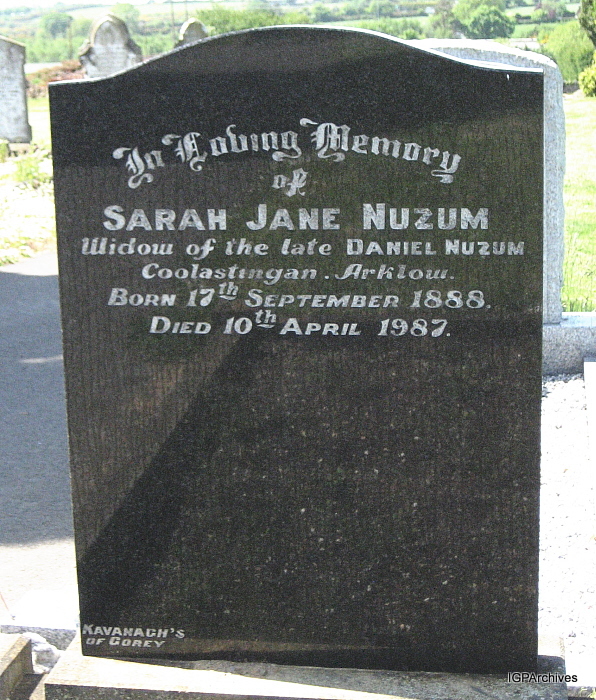 In Loving Memory
of
SARAH JANE NUZUM
Widow of the late DANIEL NUZUM
Coolastingan. Arklow.
BORN 17th SEPTEMBER 1888.
DIED 10th APRIL 1987.
KAVANAGH'S
OF GOREY
IGPArchives